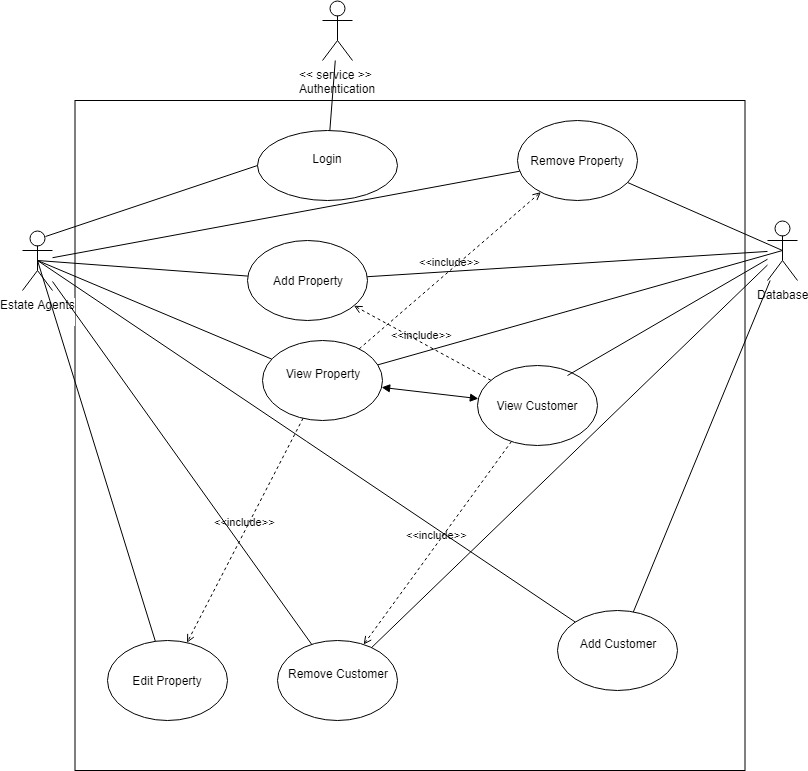 << service >>
Authentication
Login
Remove Property
<<include>>
Add Property
Estate Agents
Database
<<include>>
View Property
View Customer
<<include>>
<<include>>
Add Customer
Edit Property
Remove Customer